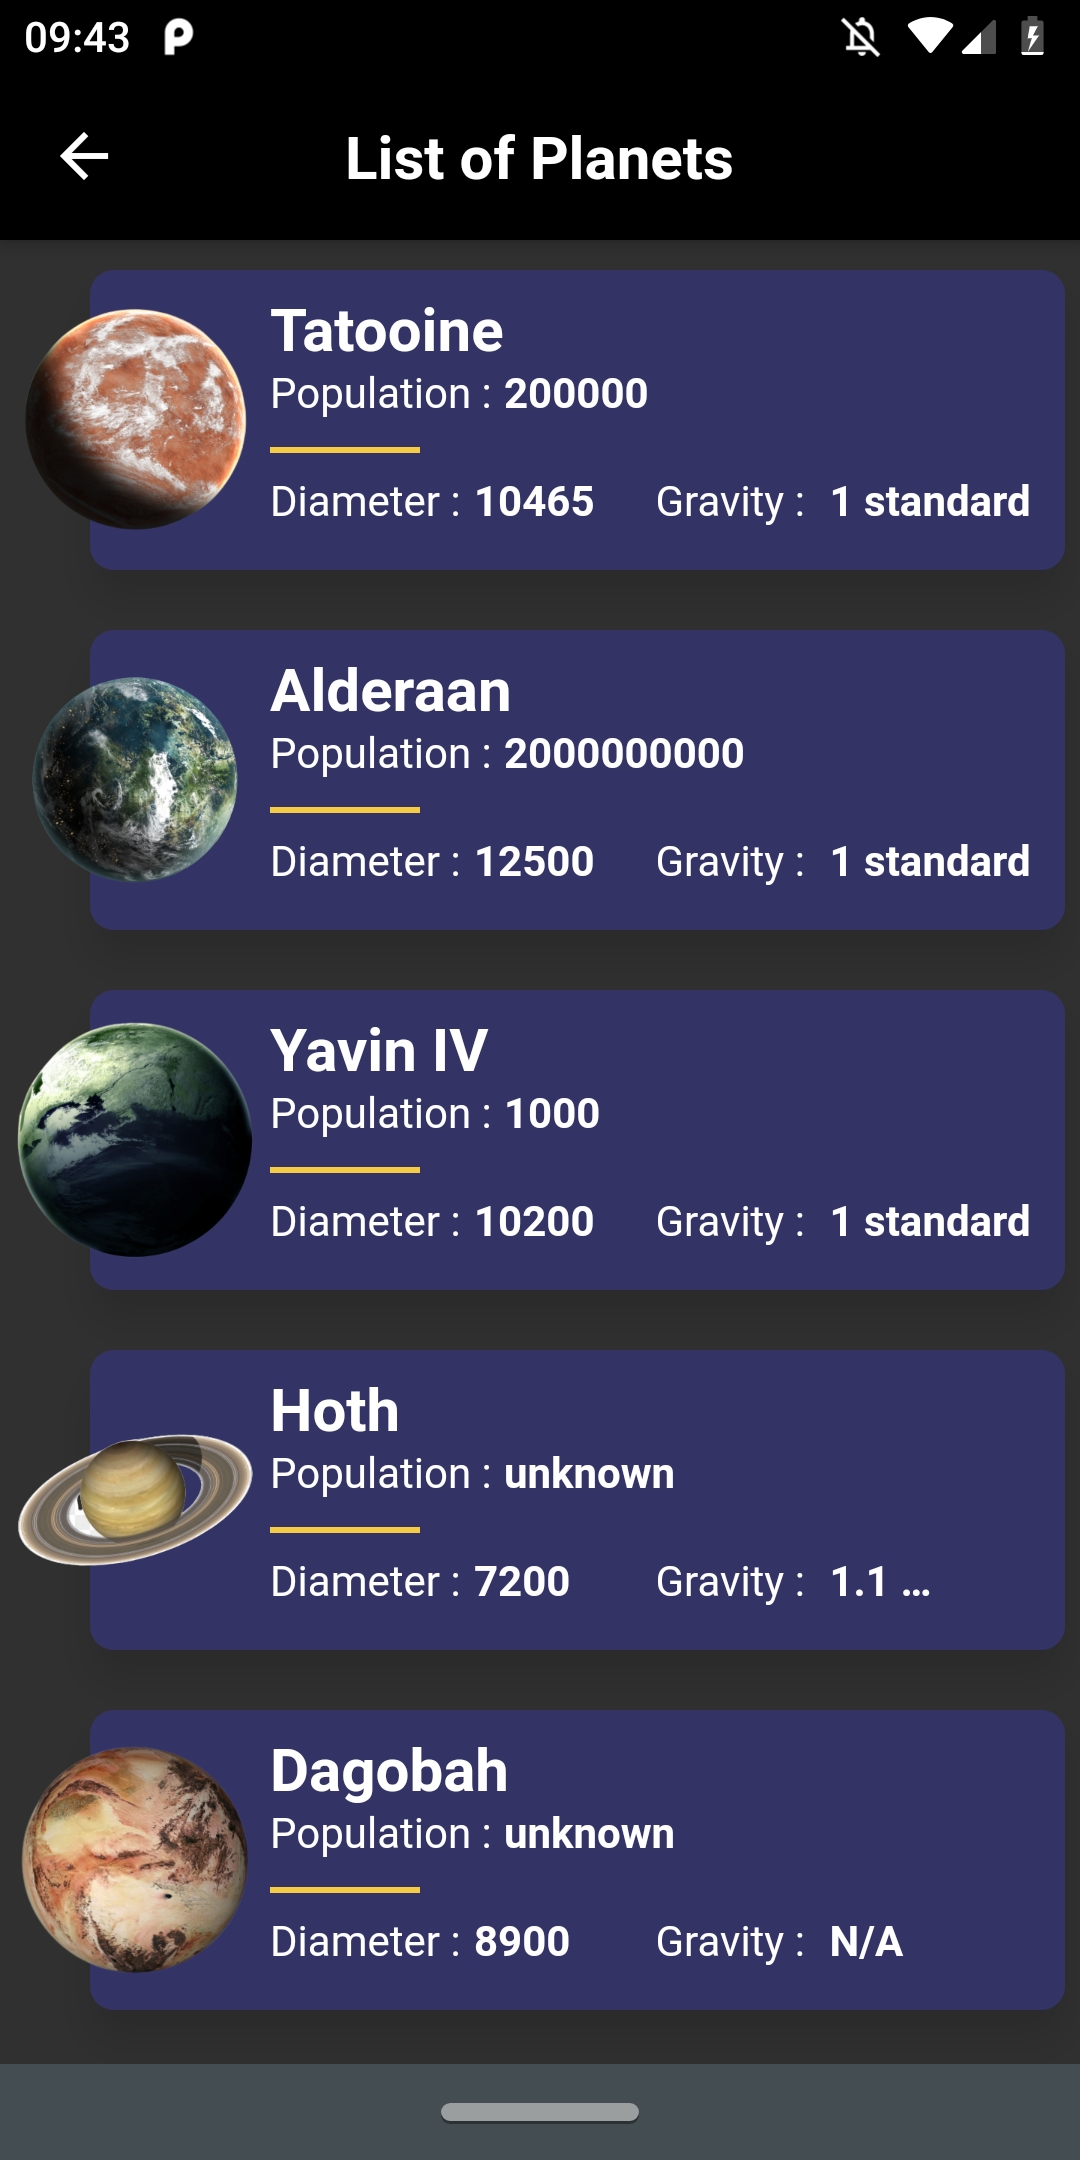 09:43
List of Planets
Tatooine
Population : 200000
Diameter : 10465 Gravity : 1 standard
Alderaan
Population : 2000000000
Diameter : 12500 Gravity : 1 standard
Yavin IV
Population : 1000
Diameter : 10200 Gravity : 1 standard
Hoth
Population : unknown
Diameter : 7200 Gravity : 1.1 ...
Dagobah
Population : unknown
Diameter : 8900 Gravity : N/A